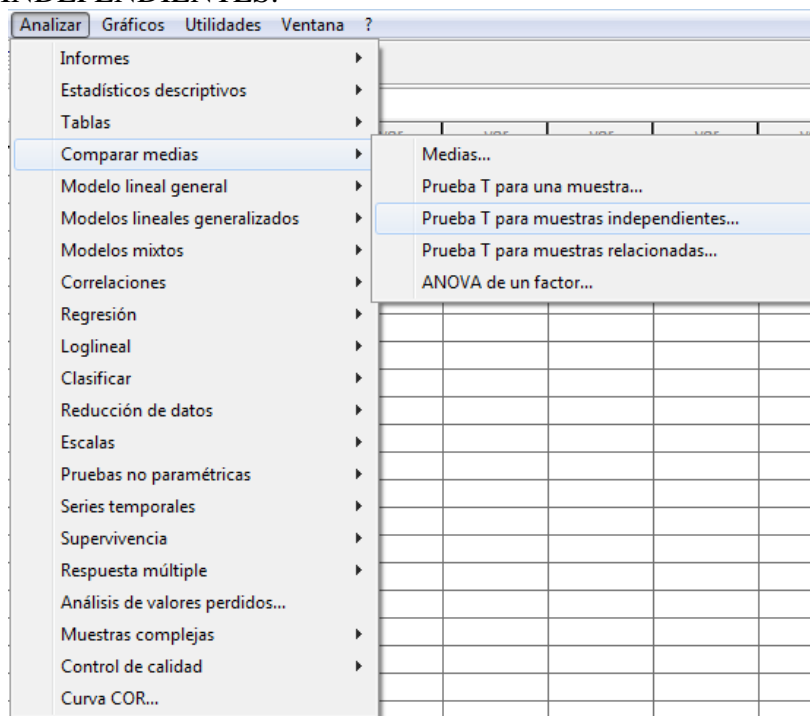 INDEPENDIENTES:
Analizar Gráficos Utilidades Ventana ?
Informes
Estadísticos descriptivos
Tablas
Comparar medias
Modelo lineal general
Modelos lineales generalizados
Modelos mixtos
Correlaciones
Regresión
Loglineal
Clasificar
Reducción de datos
Escalas
Pruebas no paramétricas
Series temporales
Supervivencia
Respuesta múltiple
Análisis de valores perdidos...
Muestras complejas
Control de calidad
Curva COR...
Medias...
Prueba T para una muestra...
Prueba T para muestras independientes...
Prueba T para muestras relacionadas...
ANOVA de un factor...